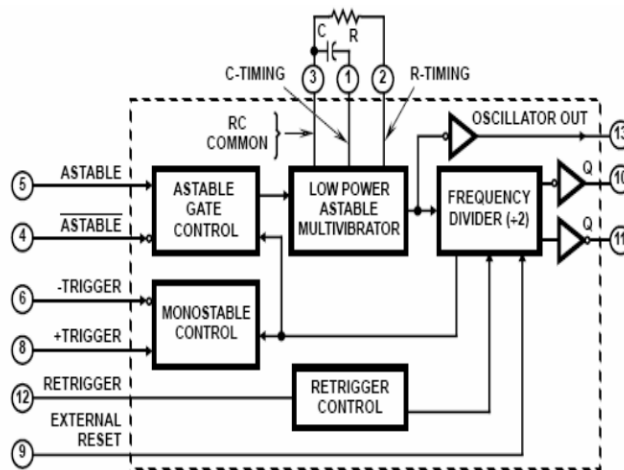 C R
3 1 2
C-TIMING R-TIMING
RC
COMMON
OSCILLATOR OUT 13
5 ASTABLE
4 ASTABLE
ASTABLE
GATE
CONTROL
LOW POWER
ASTABLE
MULTIVIBRATOR
FREQUENCY
DIVIDER (÷2)
Q 10
Q 11
6 -TRIGGER
8 +TRIGGER
MONOSTABLE
CONTROL
12 RETRIGGER
RETRIGGER
CONTROL
9 EXTERNAL
RESET